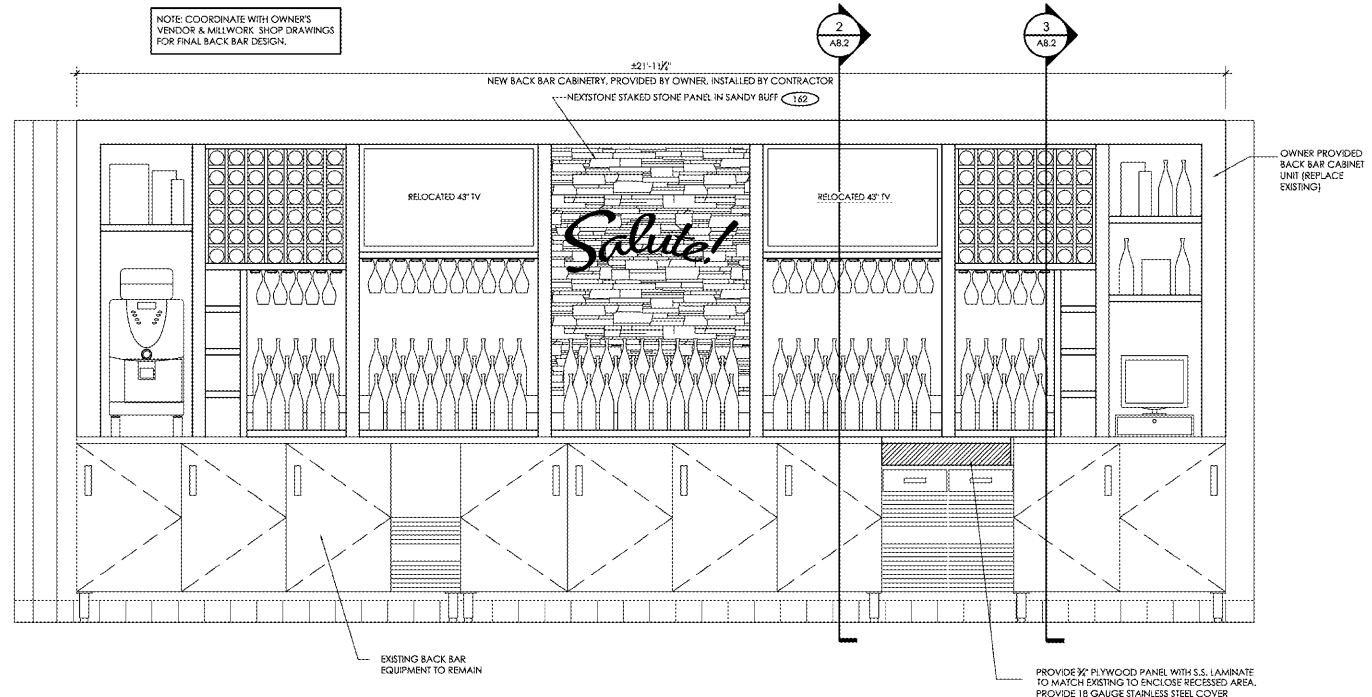 NOTE: COORDINATE WITH OWNER'S
VENDOR & MILLWORK SHOP DRAWINGS
FOR FINAL BACK BAR DESIGN.
2
A8.2
3
A8.2
±21'-11¼"
NEW BACK BAR CABINETRY, PROVIDED BY OWNER, INSTALLED BY CONTRACTOR
NEXTSTONE STAKED STONE PANEL IN SANDY BUFF 162
OWNER PROVIDED
BACK BAR CABINET
UNIT (REPLACE
EXISTING)
RELOCATED 43" TV
RELOCATED 43" TV
Salute!
EXISTING BACK BAR
EQUIPMENT TO REMAIN
PROVIDE ¾" PLYWOOD PANEL WITH S.S. LAMINATE
TO MATCH EXISTING TO ENCLOSE RECESSED AREA.
PROVIDE 18 GAUGE STAINLESS STEEL COVER